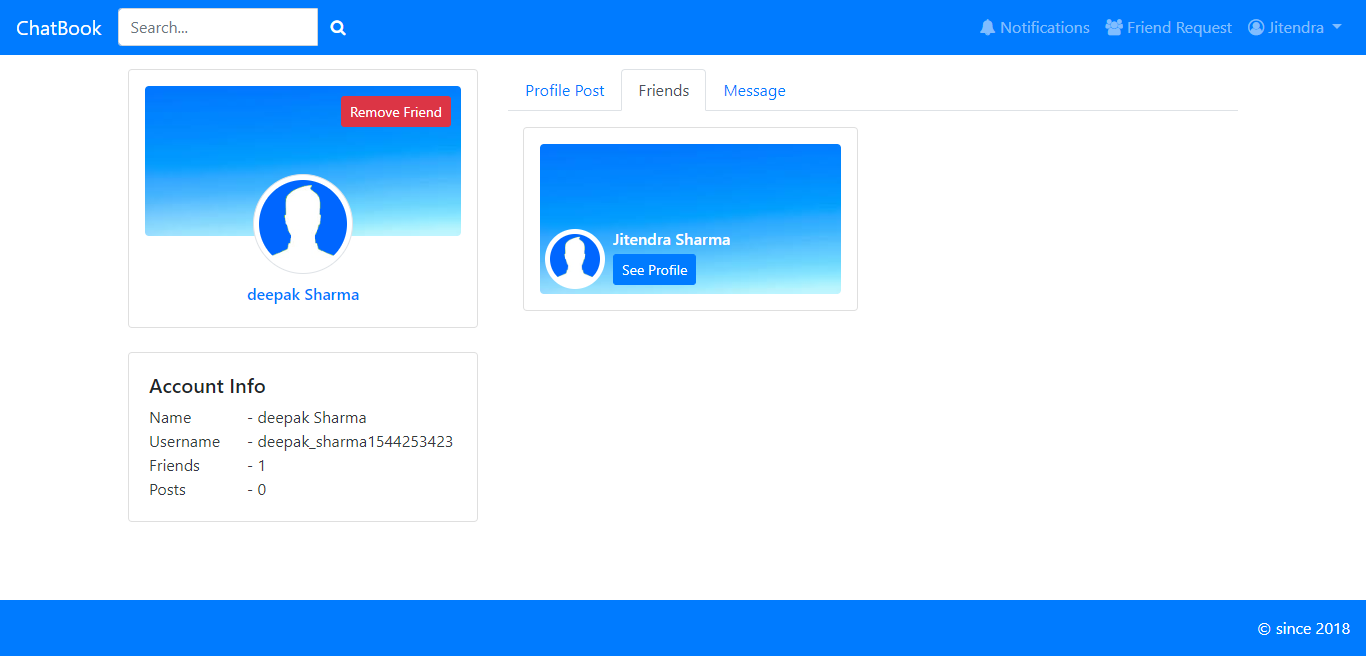 ChatBook Search... Notifications Friend Request Jitendra
Remove Friend
deepak Sharma
Account Info
Name - deepak Sharma
Username - deepak_sharma1544253423
Friends - 1
Posts - 0
Profile Post Friends Message
Jitendra Sharma
See Profile
© since 2018